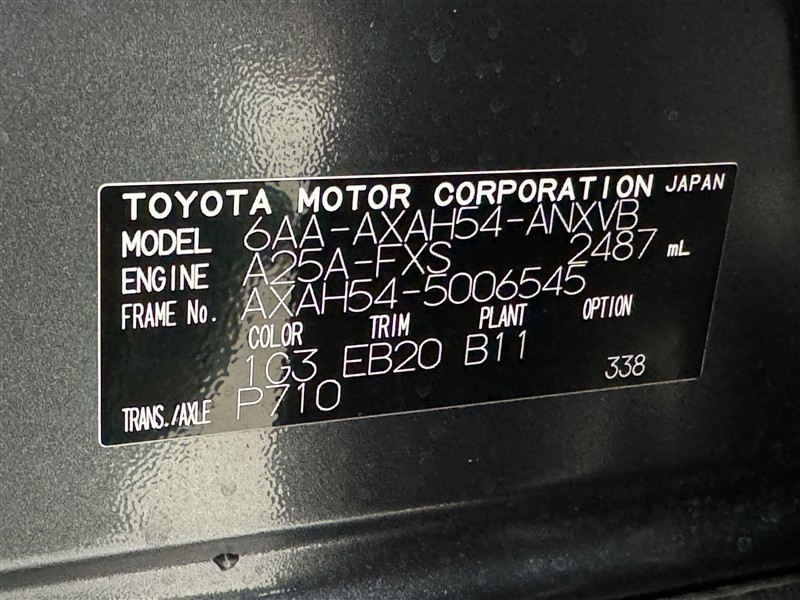 TOYOTA MOTOR CORPORATION JAPAN
MODEL 6AA-AXAH54-ANXVB
ENGINE A25A-FXS 2487 mL
FRAME No. AXAH54-5006545
COLOR TRIM PLANT OPTION
1G3 EB20 B11 338
TRANS./AXLE P710